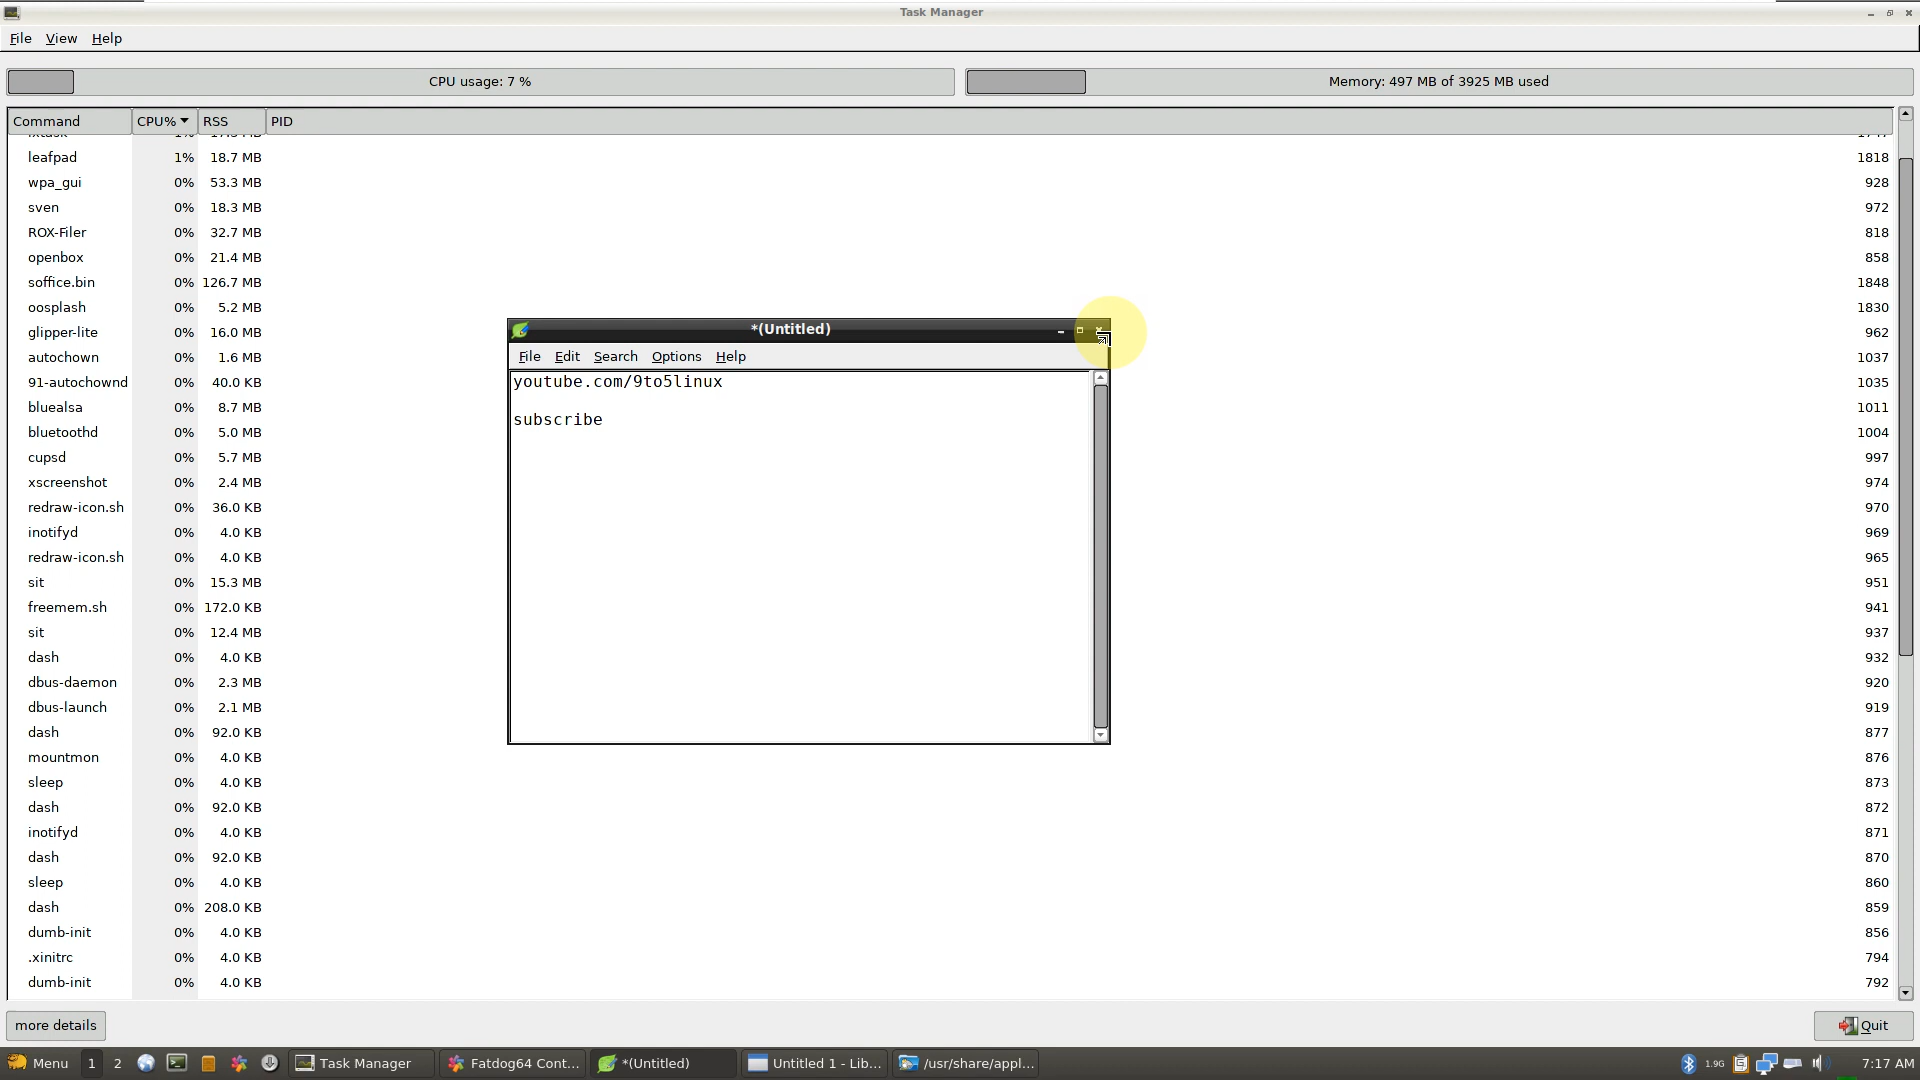 Task Manager
File View Help
CPU usage: 7 % Memory: 497 MB of 3925 MB used
Command CPU% RSS PID
leafpad 1% 18.7 MB 1818
wpa_gui 0% 53.3 MB 928
sven 0% 18.3 MB 972
ROX-Filer 0% 32.7 MB 818
openbox 0% 21.4 MB 858
soffice.bin 0% 126.7 MB 1848
oosplash 0% 5.2 MB 1830
glipper-lite 0% 16.0 MB 962
autochown 0% 1.6 MB 1037
91-autochownd 0% 40.0 KB 1035
bluealsa 0% 8.7 MB 1011
bluetoothd 0% 5.0 MB 1004
cupsd 0% 5.7 MB 997
xscreenshot 0% 2.4 MB 974
redraw-icon.sh 0% 36.0 KB 970
inotifyd 0% 4.0 KB 969
redraw-icon.sh 0% 4.0 KB 965
sit 0% 15.3 MB 951
freemem.sh 0% 172.0 KB 941
sit 0% 12.4 MB 937
dash 0% 4.0 KB 932
dbus-daemon 0% 2.3 MB 920
dbus-launch 0% 2.1 MB 919
dash 0% 92.0 KB 877
mountmon 0% 4.0 KB 876
sleep 0% 4.0 KB 873
dash 0% 92.0 KB 872
inotifyd 0% 4.0 KB 871
dash 0% 92.0 KB 870
sleep 0% 4.0 KB 860
dash 0% 208.0 KB 859
dumb-init 0% 4.0 KB 856
.xinitrc 0% 4.0 KB 794
dumb-init 0% 4.0 KB 792
*(Untitled)
File Edit Search Options Help
youtube.com/9to5linux
subscribe
more details Quit
Menu 1 2 Task Manager Fatdog64 Cont... *(Untitled) Untitled 1 - Lib... /usr/share/appl... 1.9G 7:17 AM